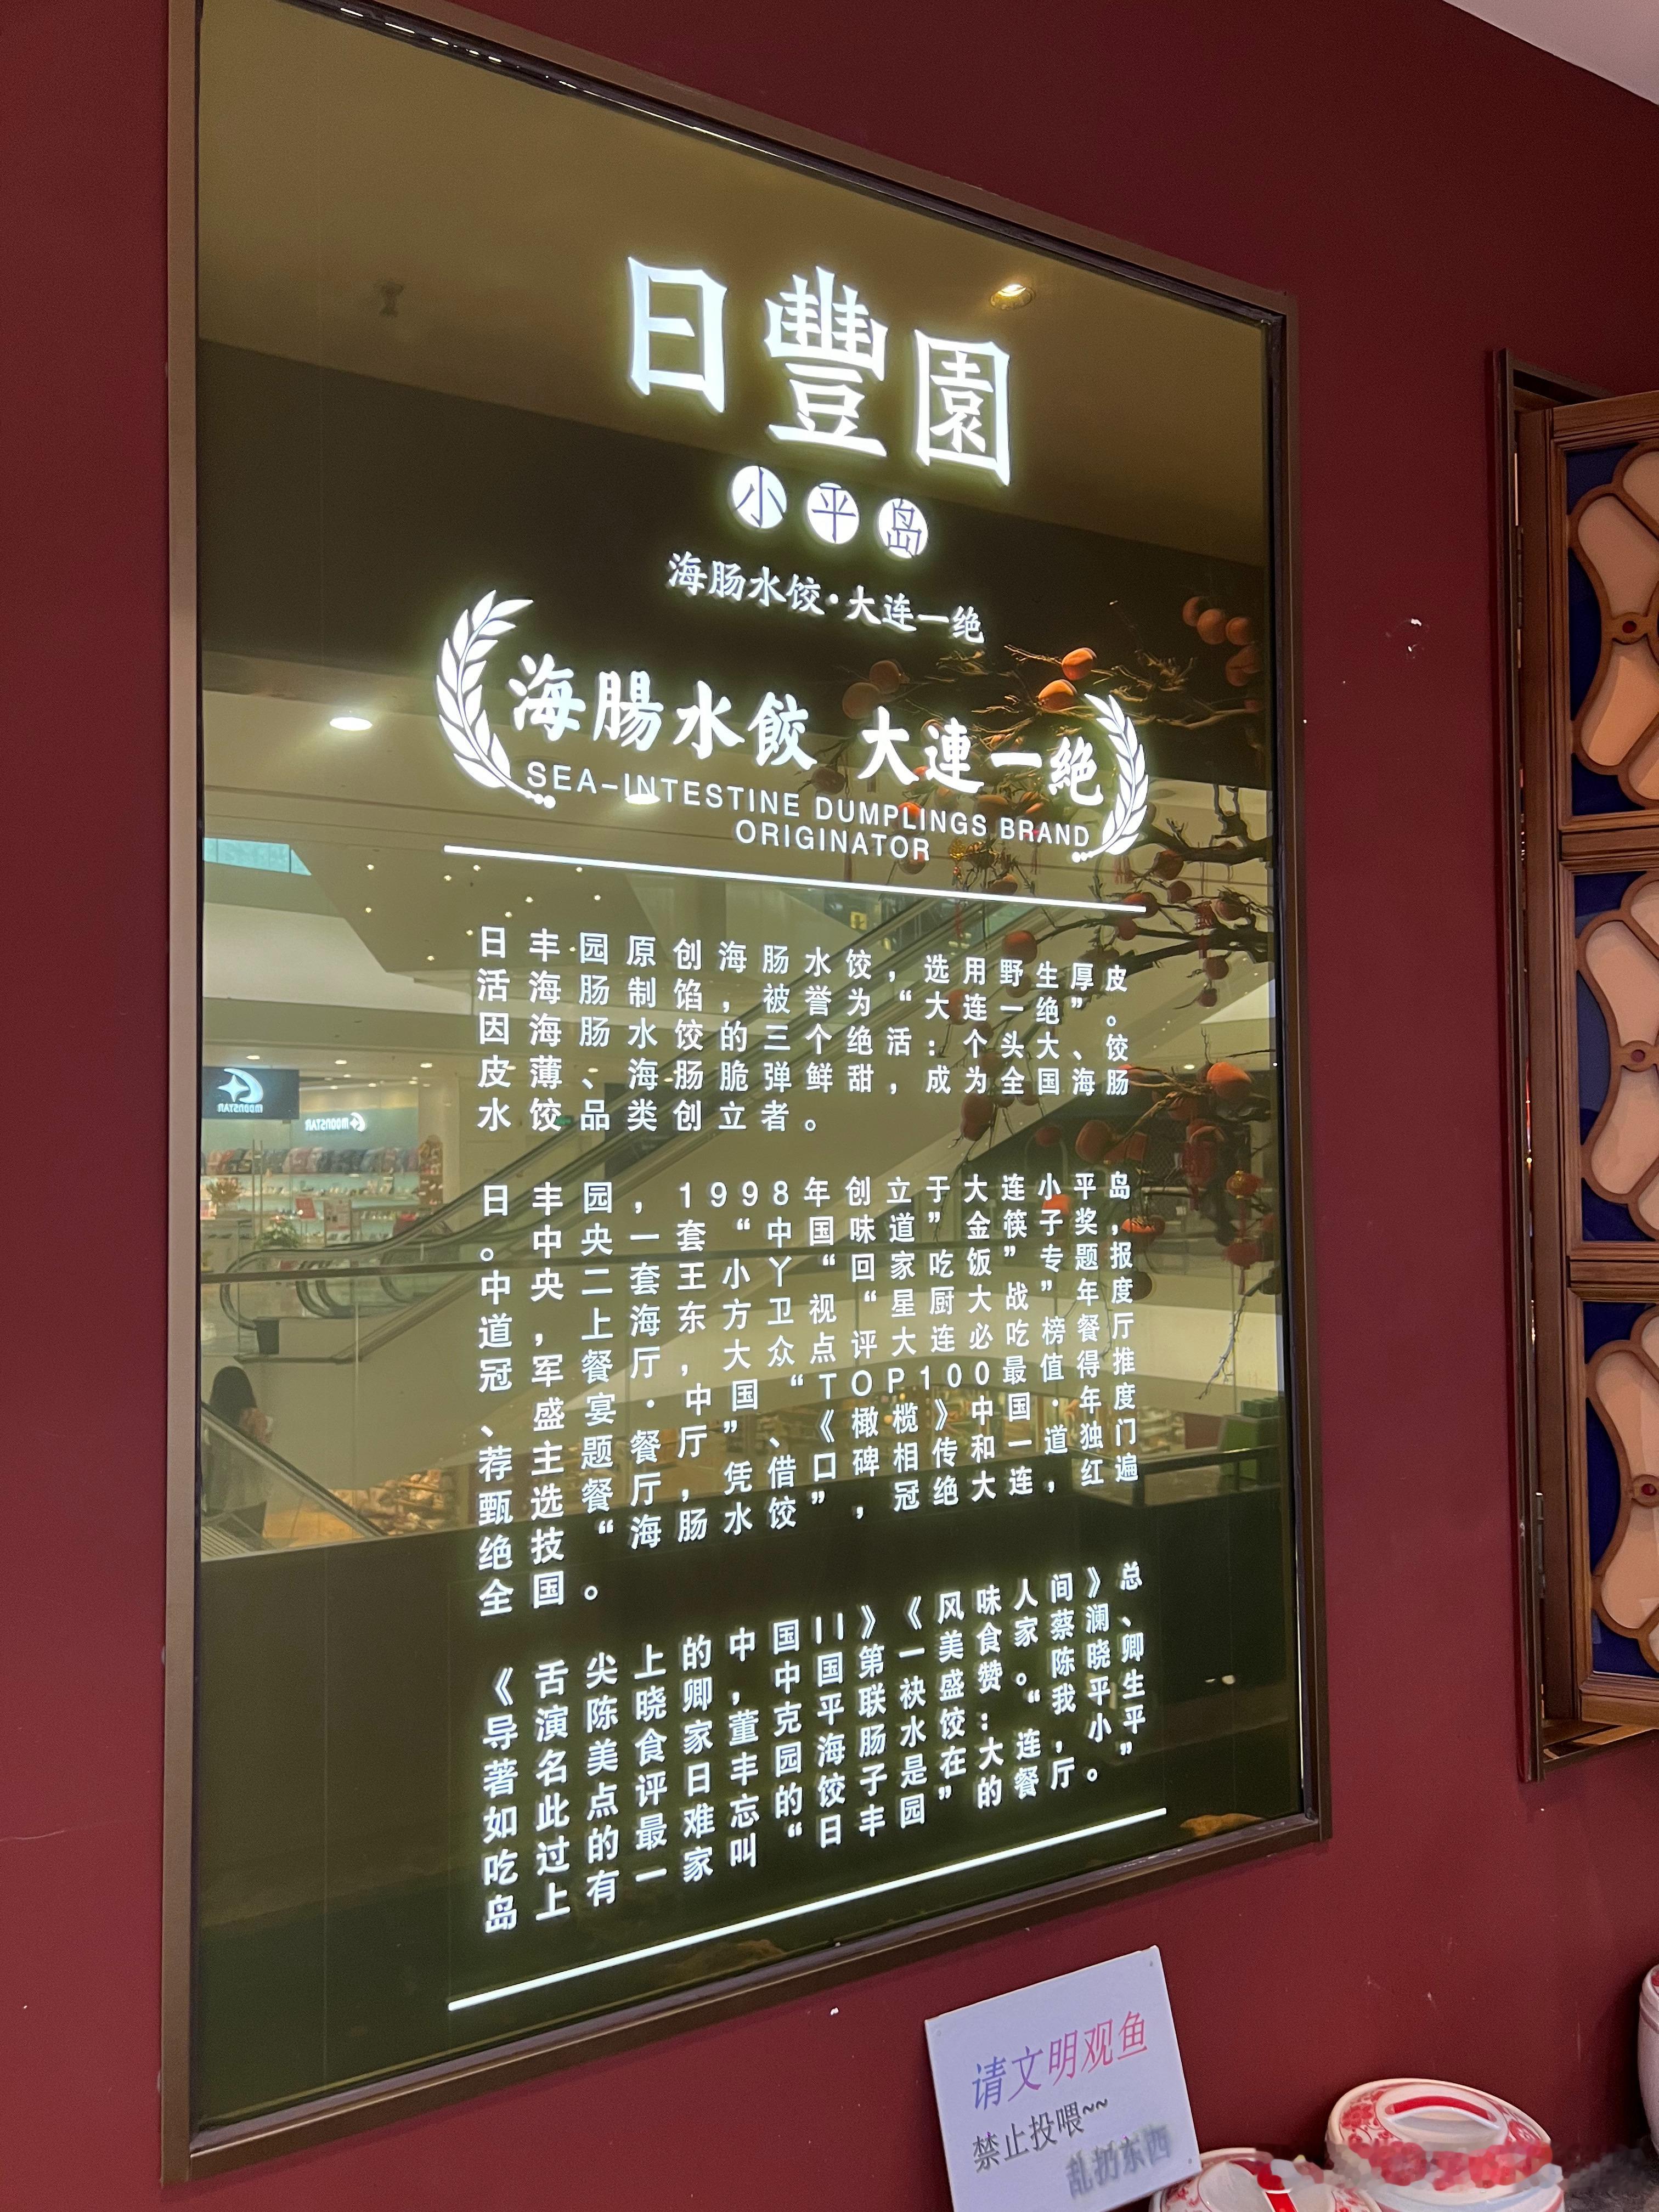 日豐園
小平岛
海肠水饺·大连一绝
海腸水餃 大連一絶
SEA-INTESTINE DUMPLINGS BRAND
ORIGINATOR
日丰园原创海肠水饺，选用野生厚皮
活海肠制馅，被誉为“大连一绝”。
因海肠水饺的三个绝活：个头大、饺
皮薄、海肠脆弹鲜甜，成为全国海肠
水饺品类创立者。
日丰园，1998年创立于大连小平岛
。中央一套“中国味道”金筷子奖，
中央二套王小丫“回家吃饭”专题报
道，上海东方卫视“星厨大战”年度
冠军餐厅，大众点评大连必吃榜餐厅
、盛宴·中国“TOP100最值得推
荐主题餐厅”、《橄榄》中国·年度
甄选餐厅，凭借口碑相传和一道独门
绝技“海肠水饺”，冠绝大连，红遍
全国。
《舌尖上的中国II》《风味人间》总
导演陈晓卿，中国第一美食家蔡澜、
著名美食家董克平联袂盛赞。陈晓卿
如此点评日丰园的海肠水饺：“我平生
吃过的最难忘的饺子是在大连，小平
岛上有一家叫“日丰园”的餐厅。”
MOONSTAR
MOONSTAR
请文明观鱼
禁止投喂~~
乱扔东西